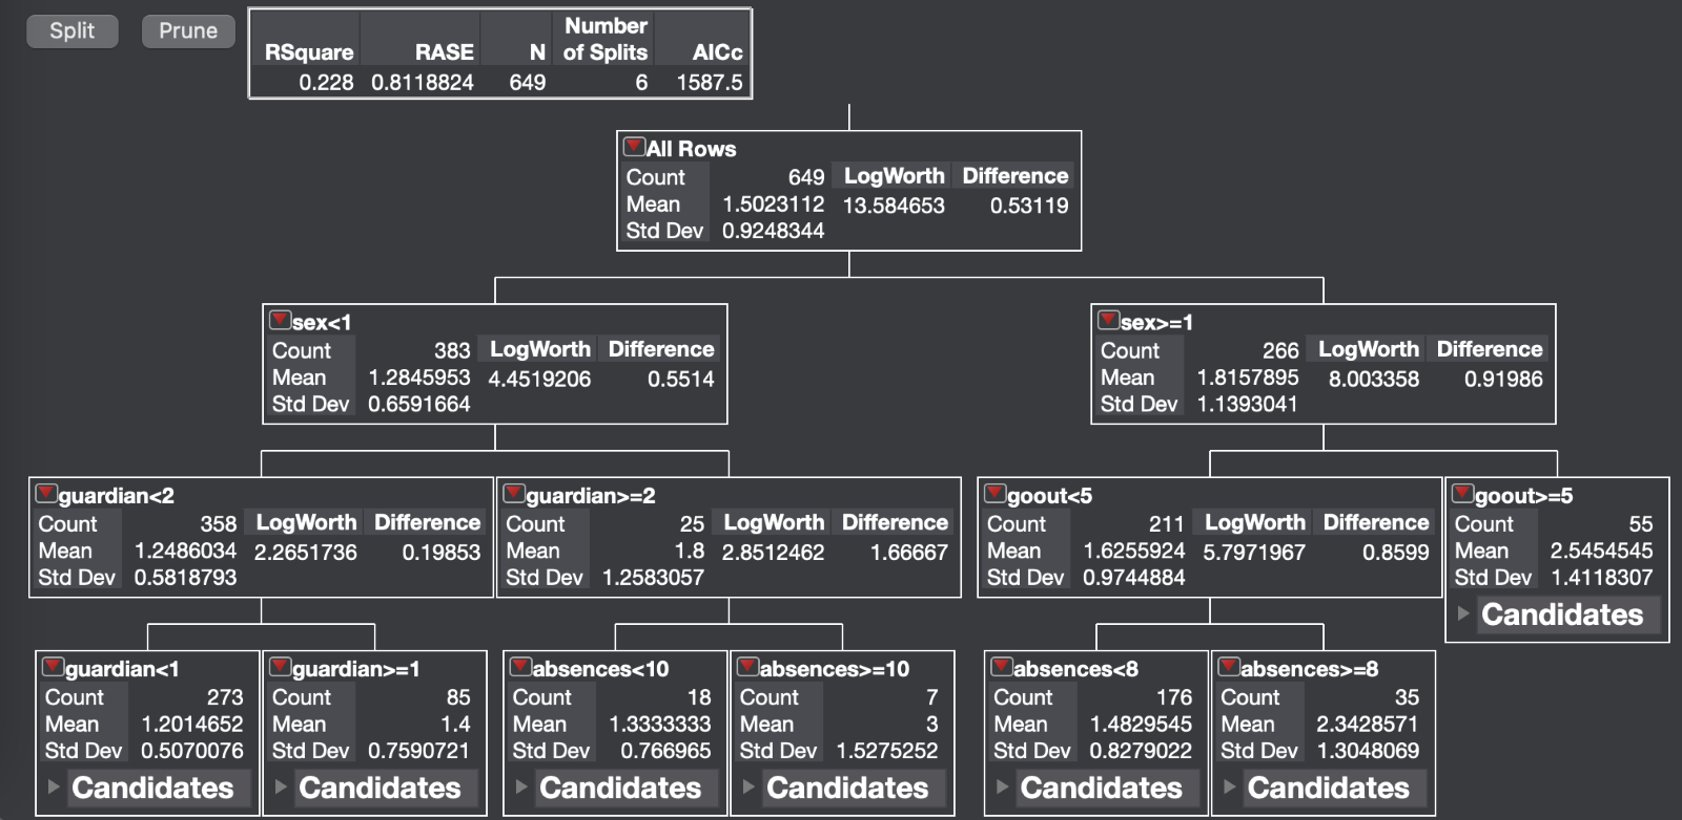 Split
Prune
Number
RSquare RASE N of Splits AICc
0.228 0.8118824 649 6 1587.5
All Rows
Count 649 LogWorth Difference
Mean 1.5023112 13.584653 0.53119
Std Dev 0.9248344
sex<1
Count 383 LogWorth Difference
Mean 1.2845953 4.4519206 0.5514
Std Dev 0.6591664
sex>=1
Count 266 LogWorth Difference
Mean 1.8157895 8.003358 0.91986
Std Dev 1.1393041
guardian<2
Count 358 LogWorth Difference
Mean 1.2486034 2.2651736 0.19853
Std Dev 0.5818793
guardian>=2
Count 25 LogWorth Difference
Mean 1.8 2.8512462 1.66667
Std Dev 1.2583057
goout<5
Count 211 LogWorth Difference
Mean 1.6255924 5.7971967 0.8599
Std Dev 0.9744884
goout>=5
Count 55
Mean 2.5454545
Std Dev 1.4118307
Candidates
guardian<1
Count 273
Mean 1.2014652
Std Dev 0.5070076
Candidates
guardian>=1
Count 85
Mean 1.4
Std Dev 0.7590721
Candidates
absences<10
Count 18
Mean 1.3333333
Std Dev 0.766965
Candidates
absences>=10
Count 7
Mean 3
Std Dev 1.5275252
Candidates
absences<8
Count 176
Mean 1.4829545
Std Dev 0.8279022
Candidates
absences>=8
Count 35
Mean 2.3428571
Std Dev 1.3048069
Candidates